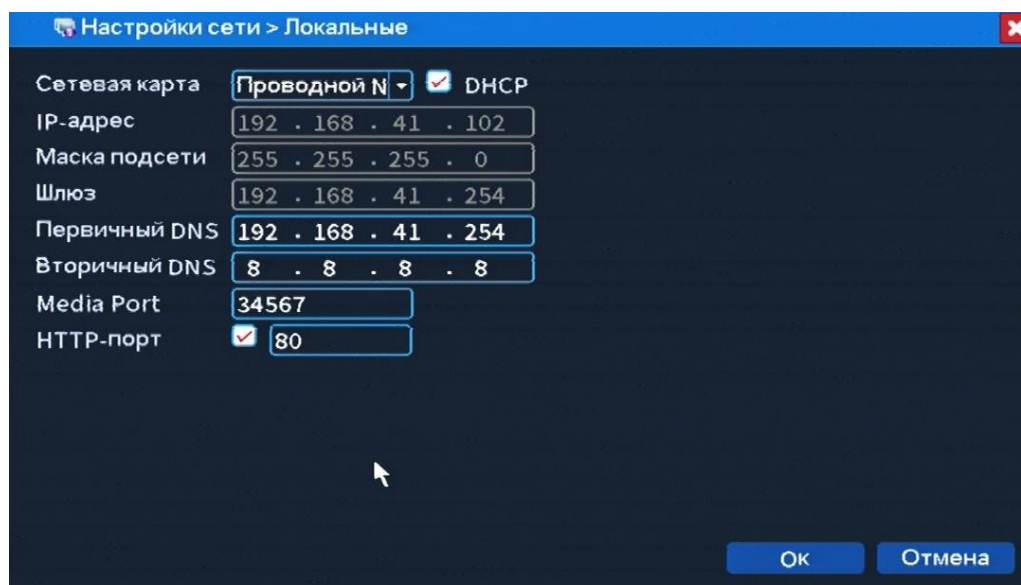 Настройки сети > Локальные
Сетевая карта Проводной N DHCP
IP-адрес 192 . 168 . 41 . 102
Маска подсети 255 . 255 . 255 . 0
Шлюз 192 . 168 . 41 . 254
Первичный DNS 192 . 168 . 41 . 254
Вторичный DNS 8 . 8 . 8 . 8
Media Port 34567
HTTP-порт 80
Ок Отмена